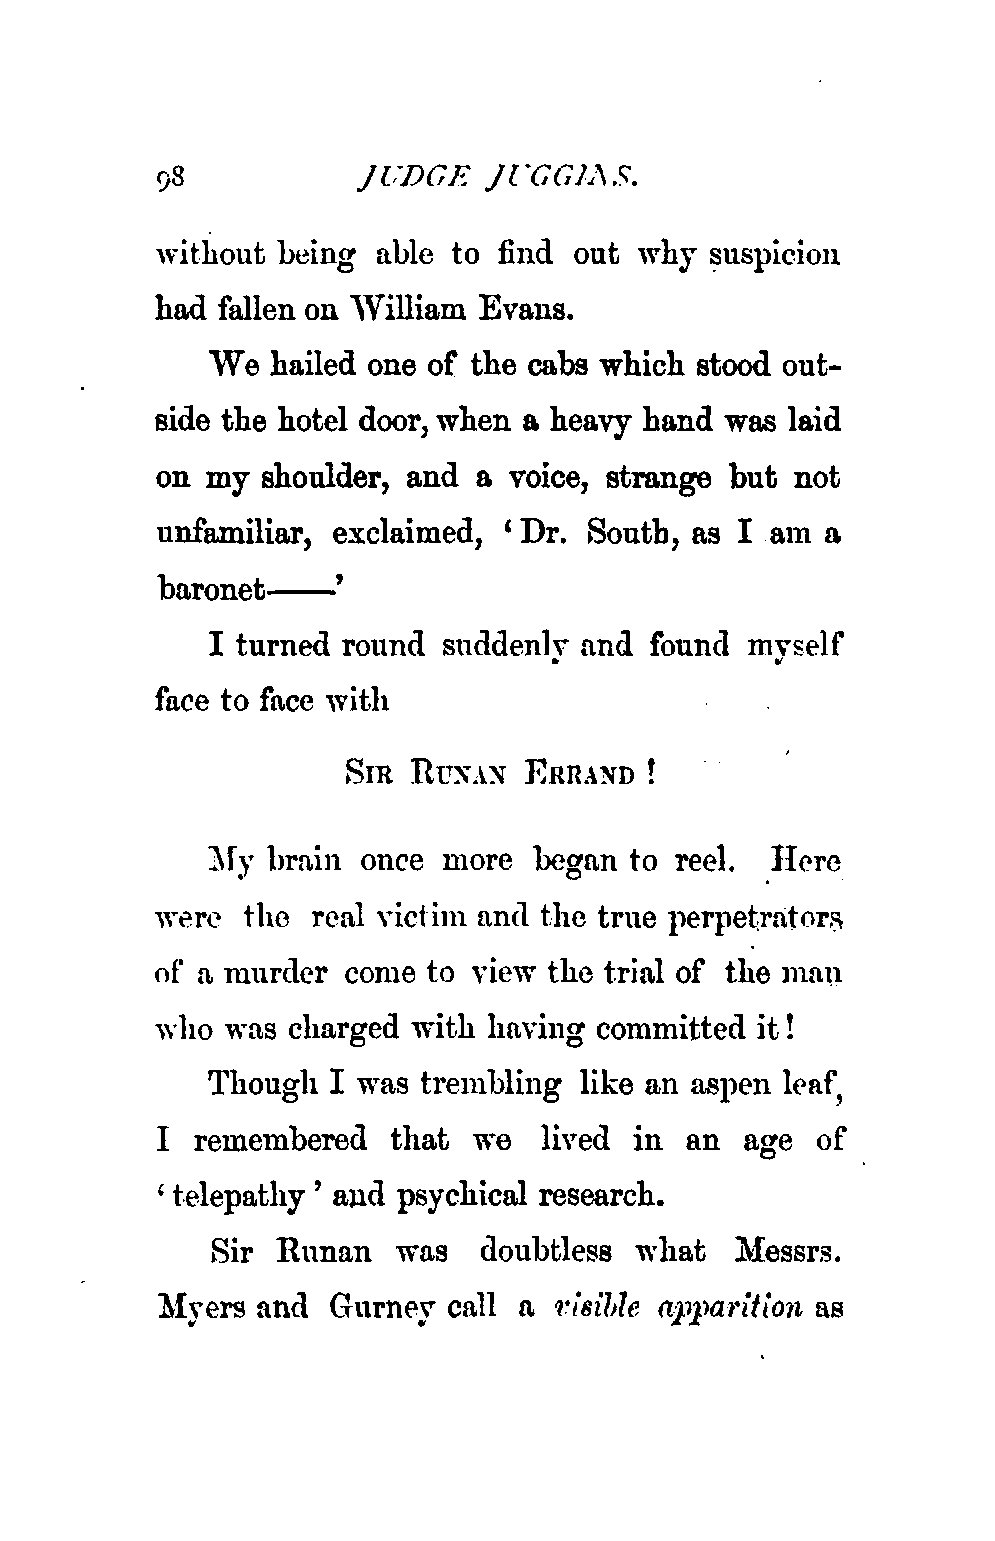 98 JUDGE JUGGINS.
without being able to find out why suspicion
had fallen on William Evans.
We hailed one of the cabs which stood out-
side the hotel door, when a heavy hand was laid
on my shoulder, and a voice, strange but not
unfamiliar, exclaimed, ‘Dr. South, as I am a
baronet——’
I turned round suddenly and found myself
face to face with
SIR RUNAN ERRAND!
My brain once more began to reel. Here
were the real victim and the true perpetrators
of a murder come to view the trial of the man
who was charged with having committed it!
Though I was trembling like an aspen leaf,
I remembered that we lived in an age of
‘telepathy’ and psychical research.
Sir Runan was doubtless what Messrs.
Myers and Gurney call a visible apparition as